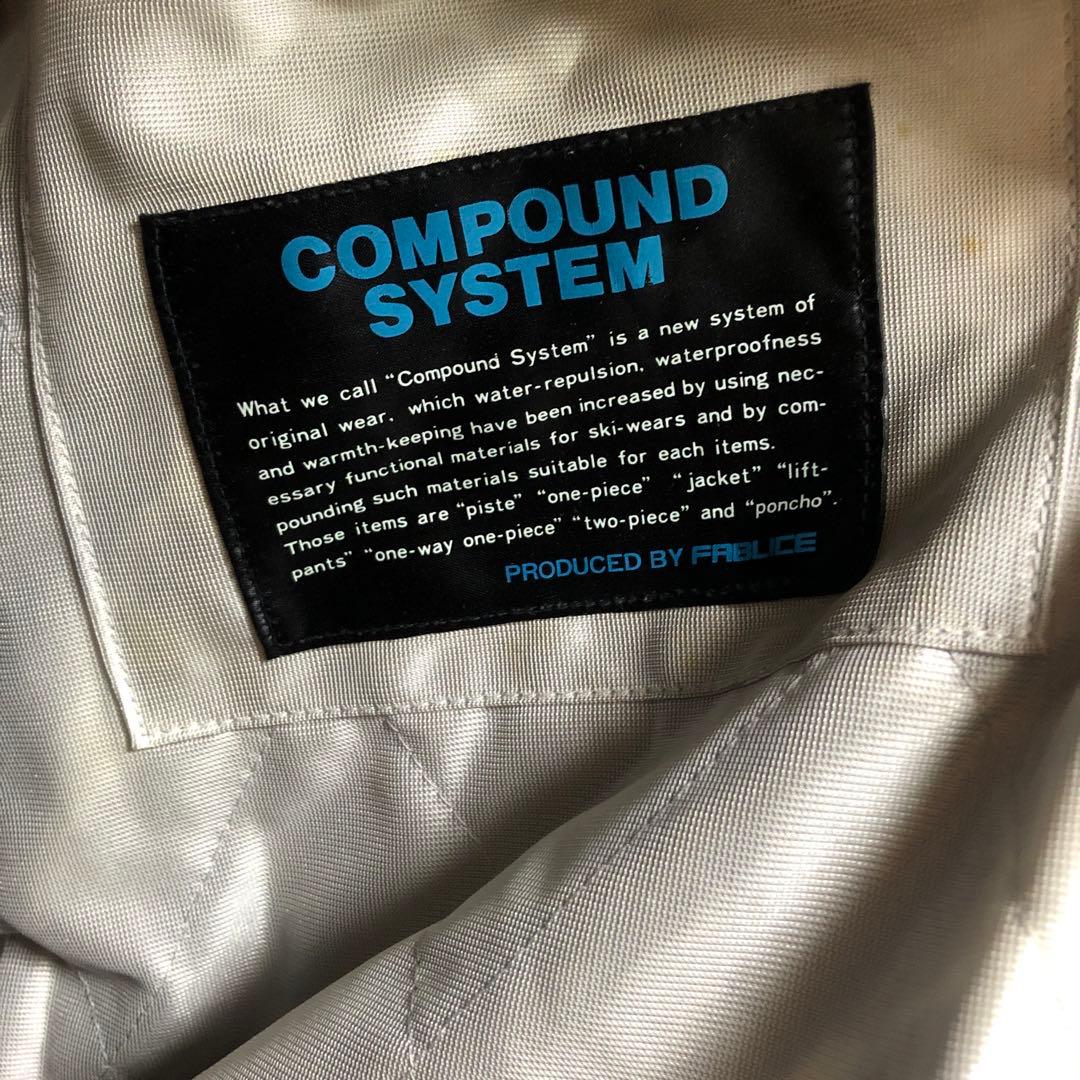 COMPOUND
SYSTEM
What we call "Compound System" is a new system of
original wear, which water-repulsion, waterproofness
and warmth-keeping have been increased by using nec-
essary functional materials for ski-wears and by com-
pounding such materials suitable for each items.
Those items are "piste" "one-piece" "jacket" "lift-
pants" "one-way one-piece" "two-piece" and "poncho".
PRODUCED BY FABLICE